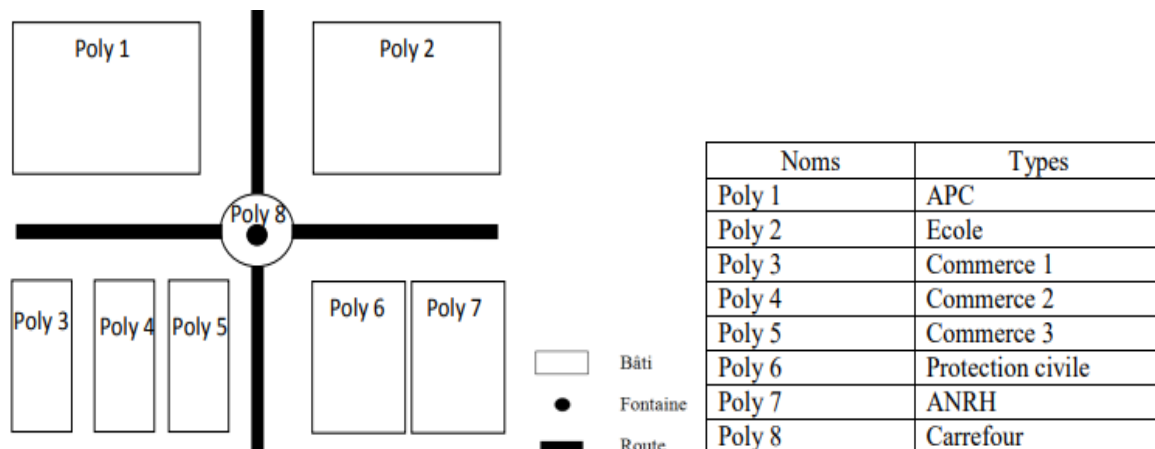 Poly 1
Poly 2
Poly 8
Poly 3
Poly 4
Poly 5
Poly 6
Poly 7
Bâti
Fontaine
Route
Noms Types
Poly 1 APC
Poly 2 Ecole
Poly 3 Commerce 1
Poly 4 Commerce 2
Poly 5 Commerce 3
Poly 6 Protection civile
Poly 7 ANRH
Poly 8 Carrefour